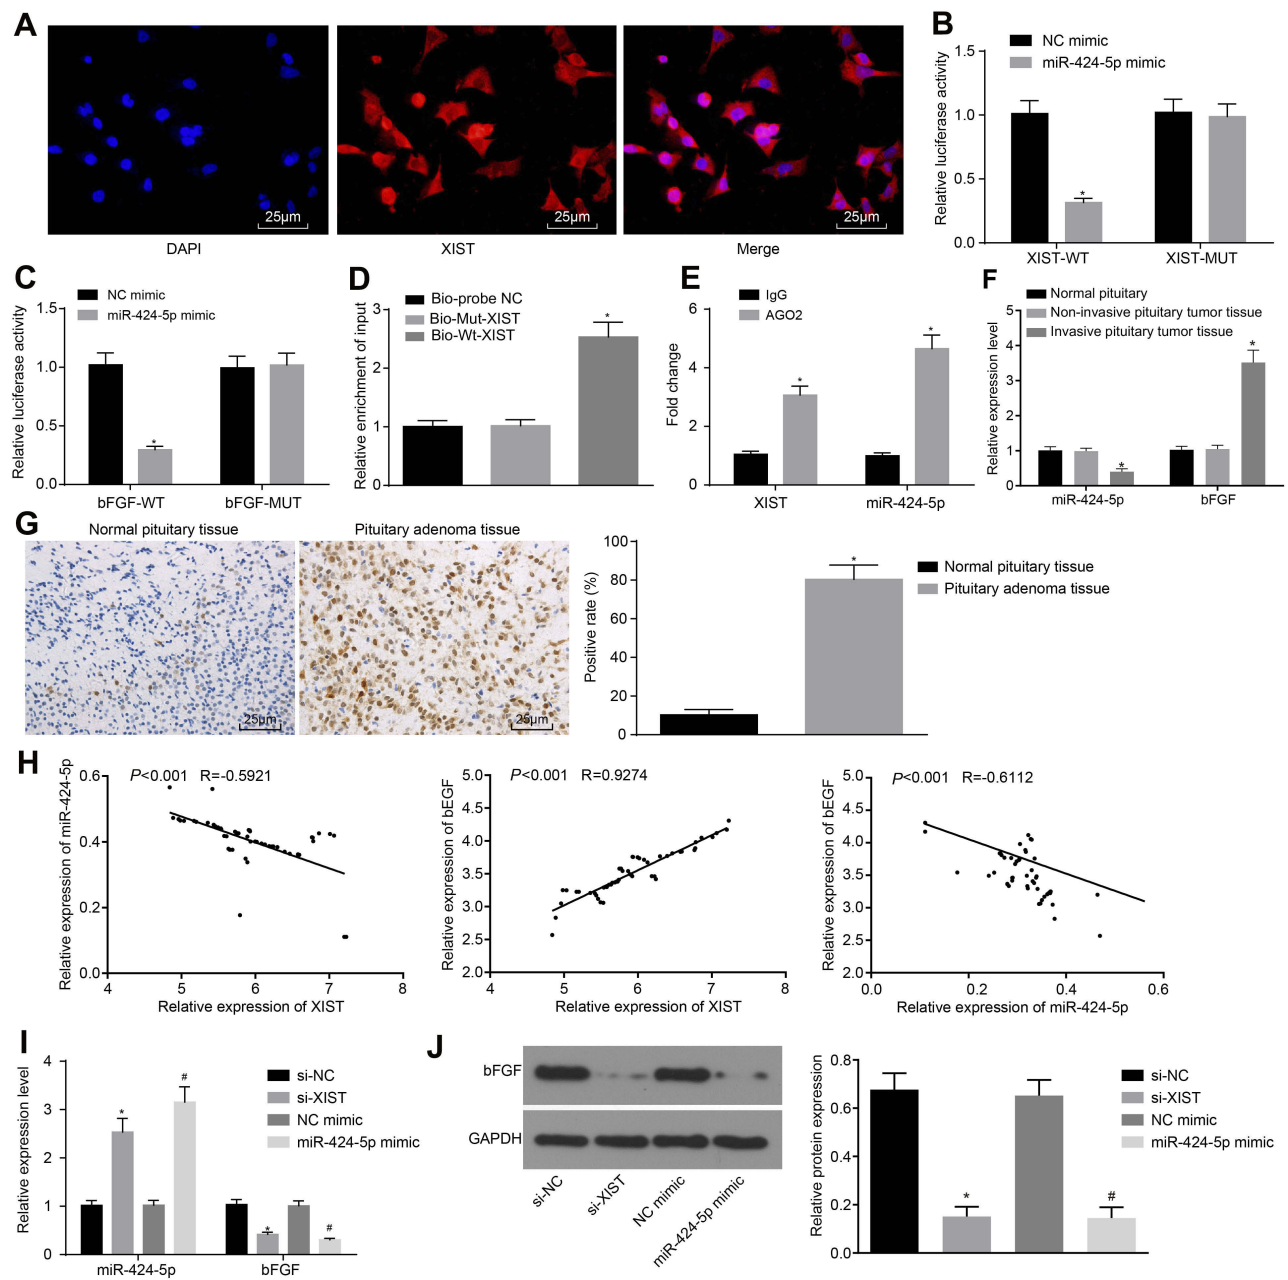 A
25μm
25μm
25μm
DAPI
XIST
Merge
B
NC mimic
miR-424-5p mimic
Relative luciferase activity
1.5
1.0
0.5
0.0
*
XIST-WT
XIST-MUT
C
NC mimic
miR-424-5p mimic
Relative luciferase activity
1.5
1.0
0.5
0.0
*
bFGF-WT
bFGF-MUT
D
Bio-probe NC
Bio-Mut-XIST
Bio-Wt-XIST
Relative enrichment of input
3
2
1
0
*
E
IgG
AGO2
Fold change
6
4
2
0
*
*
XIST
miR-424-5p
F
Normal pituitary
Non-invasive pituitary tumor tissue
Invasive pituitary tumor tissue
Relative expression level
5
4
3
2
1
0
*
*
miR-424-5p
bFGF
G
Normal pituitary tissue
Pituitary adenoma tissue
25μm
25μm
Positive rate (%)
100
80
60
40
20
0
*
Normal pituitary tissue
Pituitary adenoma tissue
H
P<0.001 R=-0.5921
Relative expression of miR-424-5p
0.6
0.4
0.2
0.0
4
5
6
7
8
Relative expression of XIST
P<0.001 R=0.9274
Relative expression of bEGF
5.0
4.5
4.0
3.5
3.0
2.5
2.0
4
5
6
7
8
Relative expression of XIST
P<0.001 R=-0.6112
Relative expression of bEGF
5.0
4.5
4.0
3.5
3.0
2.5
2.0
0.0
0.2
0.4
0.6
Relative expression of miR-424-5p
I
Relative expression level
4
3
2
1
0
*
#
*
#
miR-424-5p
bFGF
si-NC
si-XIST
NC mimic
miR-424-5p mimic
J
bFGF
GAPDH
si-NC
si-XIST
NC mimic
miR-424-5p mimic
Relative protein expression
0.8
0.6
0.4
0.2
0.0
*
#
si-NC
si-XIST
NC mimic
miR-424-5p mimic